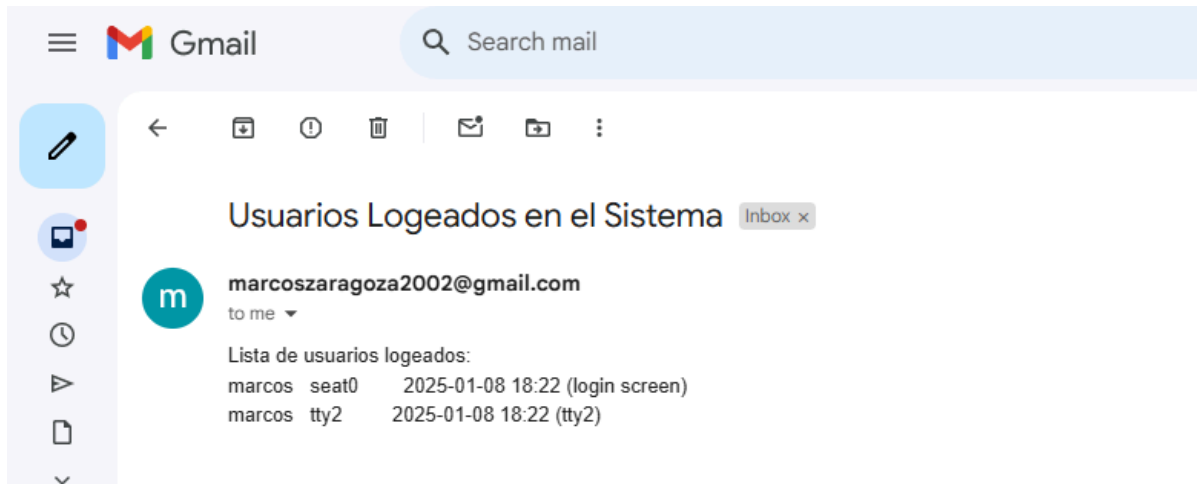 Gmail
Search mail
Usuarios Logeados en el Sistema Inbox ×
m
marcoszaragoza2002@gmail.com
to me
Lista de usuarios logeados:
marcos seat0 2025-01-08 18:22 (login screen)
marcos tty2 2025-01-08 18:22 (tty2)